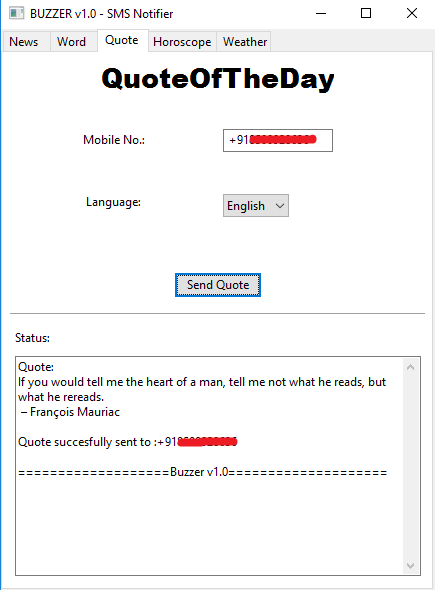 BUZZER v1.0 - SMS Notifier
News Word Quote Horoscope Weather
QuoteOfTheDay
Mobile No.: +91
Language: English
Send Quote
Status:
Quote:
If you would tell me the heart of a man, tell me not what he reads, but
what he rereads.
– François Mauriac
Quote succesfully sent to :+91
===================Buzzer v1.0====================